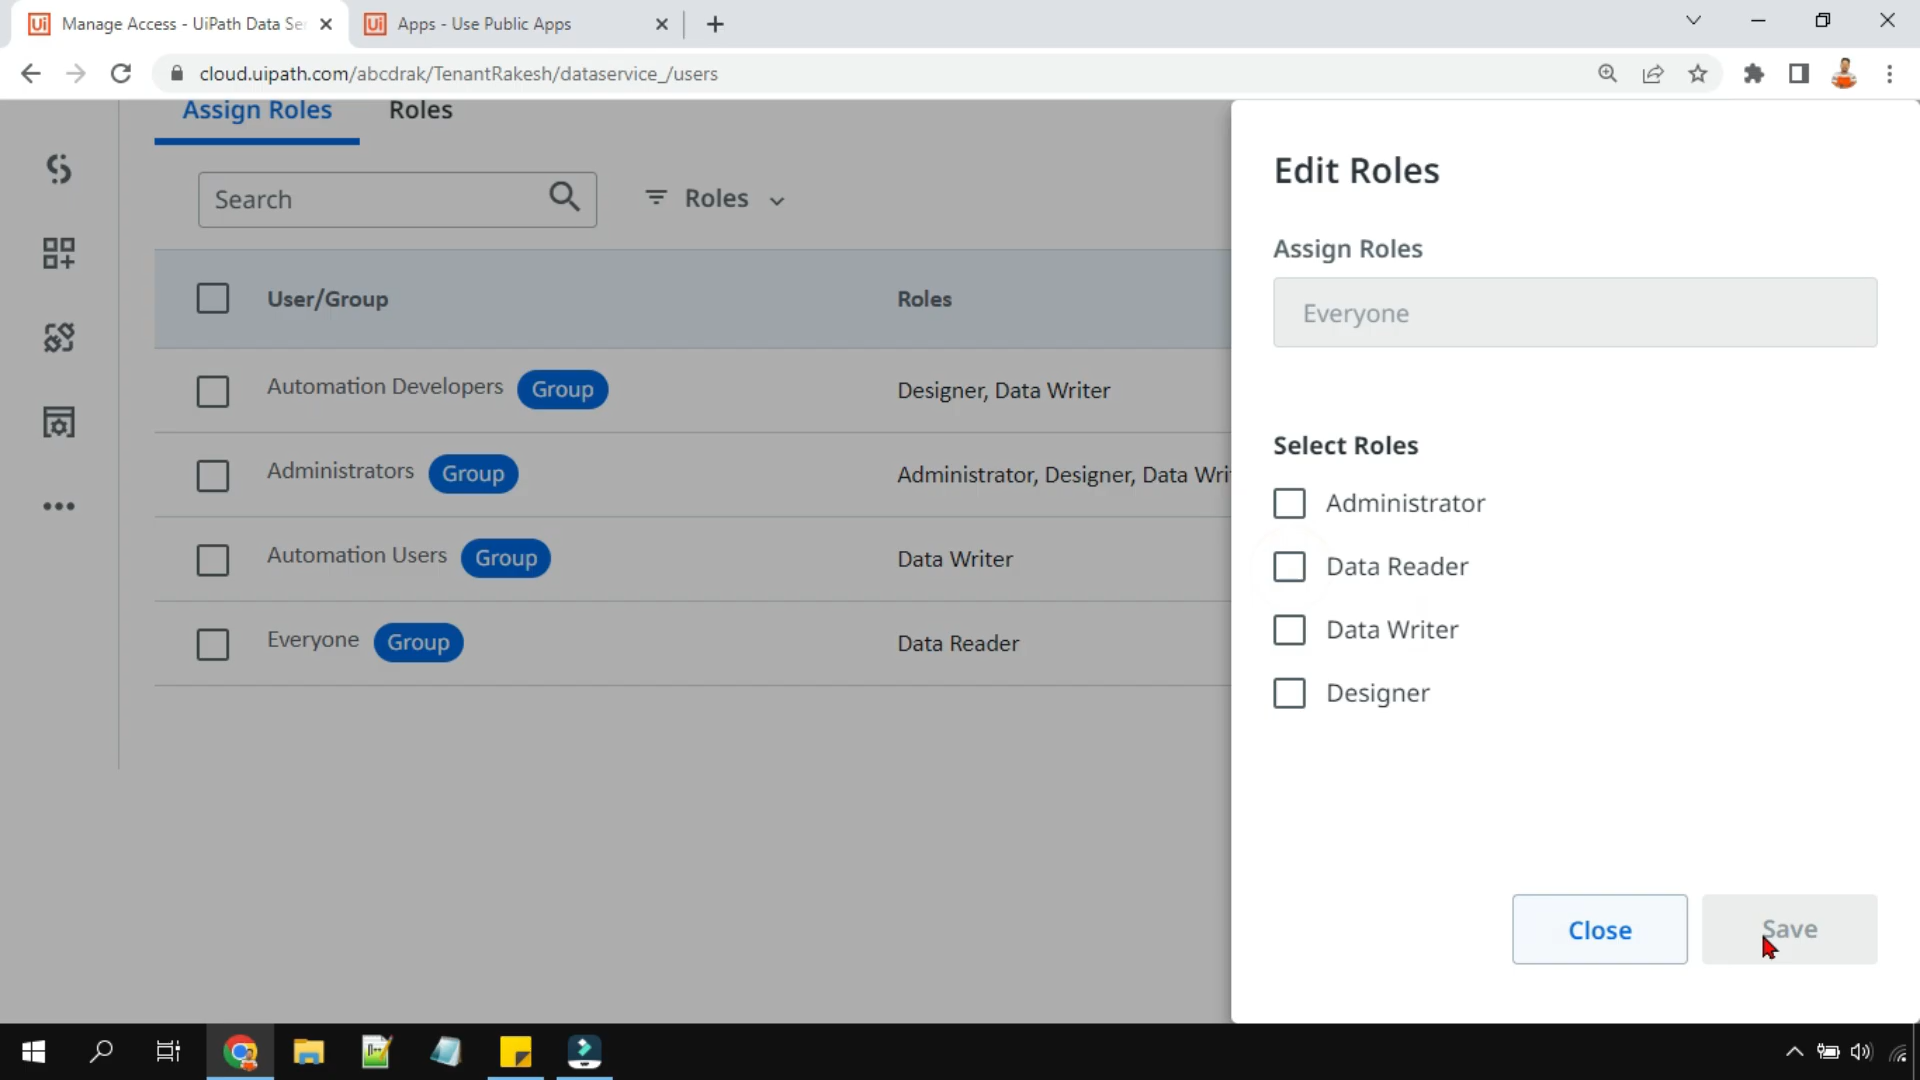 Manage Access - UiPath Data Se
Apps - Use Public Apps
cloud.uipath.com/abcdrak/TenantRakesh/dataservice_/users
Assign Roles
Roles
Search
Roles
User/Group
Roles
Automation Developers
Group
Designer, Data Writer
Administrators
Group
Administrator, Designer, Data Wri
Automation Users
Group
Data Writer
Everyone
Group
Data Reader
Edit Roles
Assign Roles
Everyone
Select Roles
Administrator
Data Reader
Data Writer
Designer
Close
Save